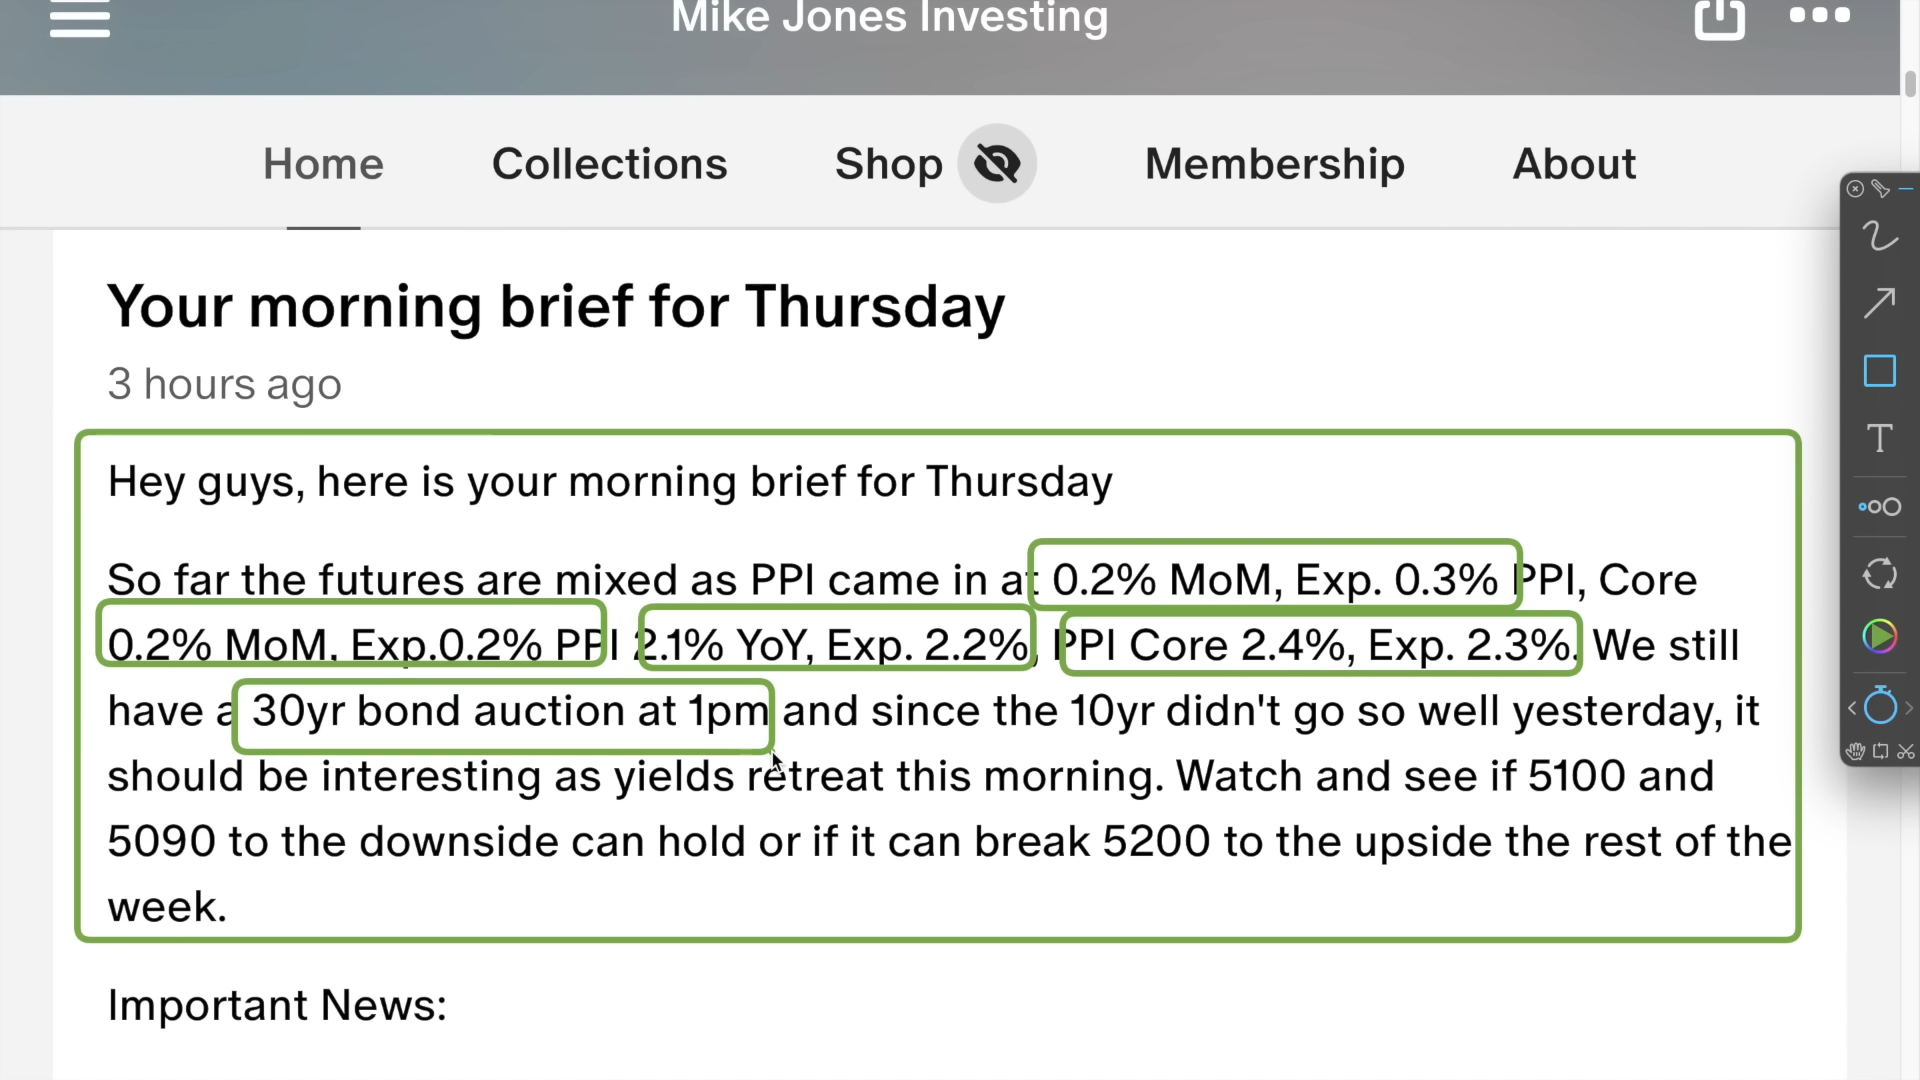 Mike Jones Investing
Home Collections Shop Membership About
Your morning brief for Thursday
3 hours ago
Hey guys, here is your morning brief for Thursday
So far the futures are mixed as PPI came in at 0.2% MoM, Exp. 0.3% PPI, Core
0.2% MoM, Exp.0.2% PPI 2.1% YoY, Exp. 2.2%, PPI Core 2.4%, Exp. 2.3%. We still
have a 30yr bond auction at 1pm and since the 10yr didn't go so well yesterday, it
should be interesting as yields retreat this morning. Watch and see if 5100 and
5090 to the downside can hold or if it can break 5200 to the upside the rest of the
week.
Important News: